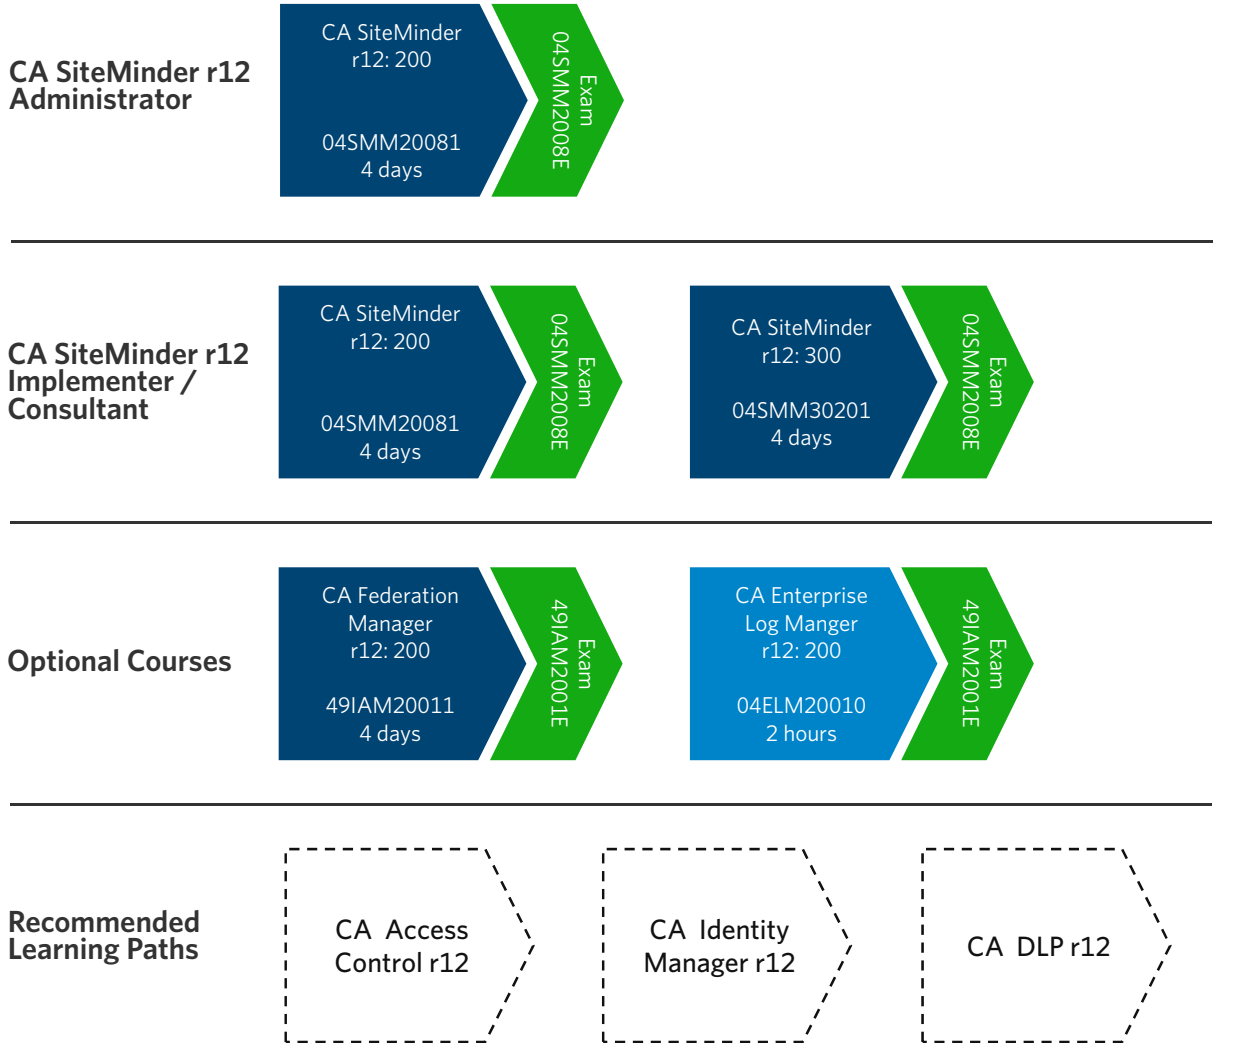 CA SiteMinder r12
Administrator
CA SiteMinder
r12: 200
04SMM20081
4 days
Exam
04SMM2008E
CA SiteMinder r12
Implementer /
Consultant
CA SiteMinder
r12: 200
04SMM20081
4 days
Exam
04SMM2008E
CA SiteMinder
r12: 300
04SMM30201
4 days
Exam
04SMM2008E
Optional Courses
CA Federation
Manager
r12: 200
49IAM20011
4 days
Exam
49IAM2001E
CA Enterprise
Log Manger
r12: 200
04ELM20010
2 hours
Exam
49IAM2001E
Recommended
Learning Paths
CA Access
Control r12
CA Identity
Manager r12
CA DLP r12